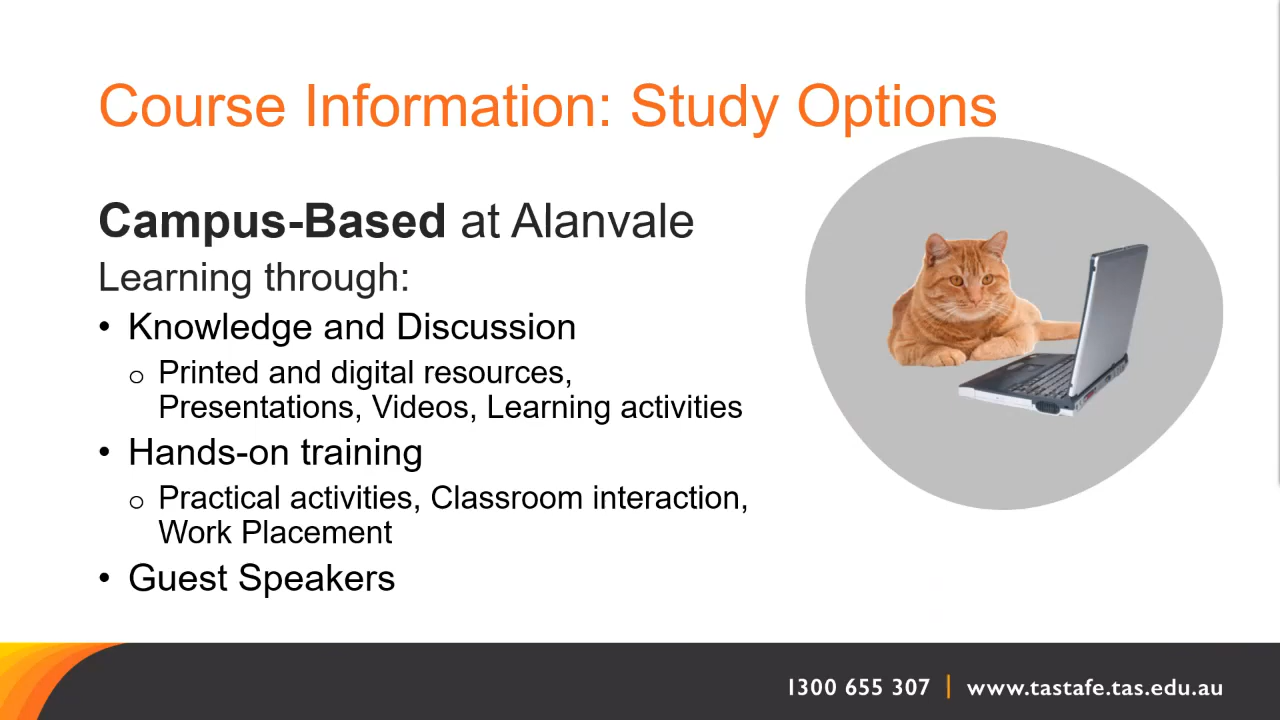 Course Information: Study Options
Campus-Based at Alanvale
Learning through:
• Knowledge and Discussion
o Printed and digital resources,
Presentations, Videos, Learning activities
• Hands-on training
o Practical activities, Classroom interaction,
Work Placement
• Guest Speakers
1300 655 307 | www.tastafe.tas.edu.au